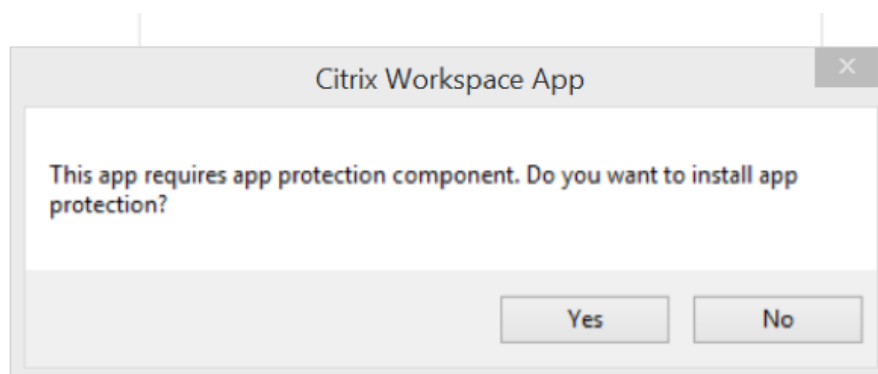 Citrix Workspace App
This app requires app protection component. Do you want to install app
protection?
Yes
No